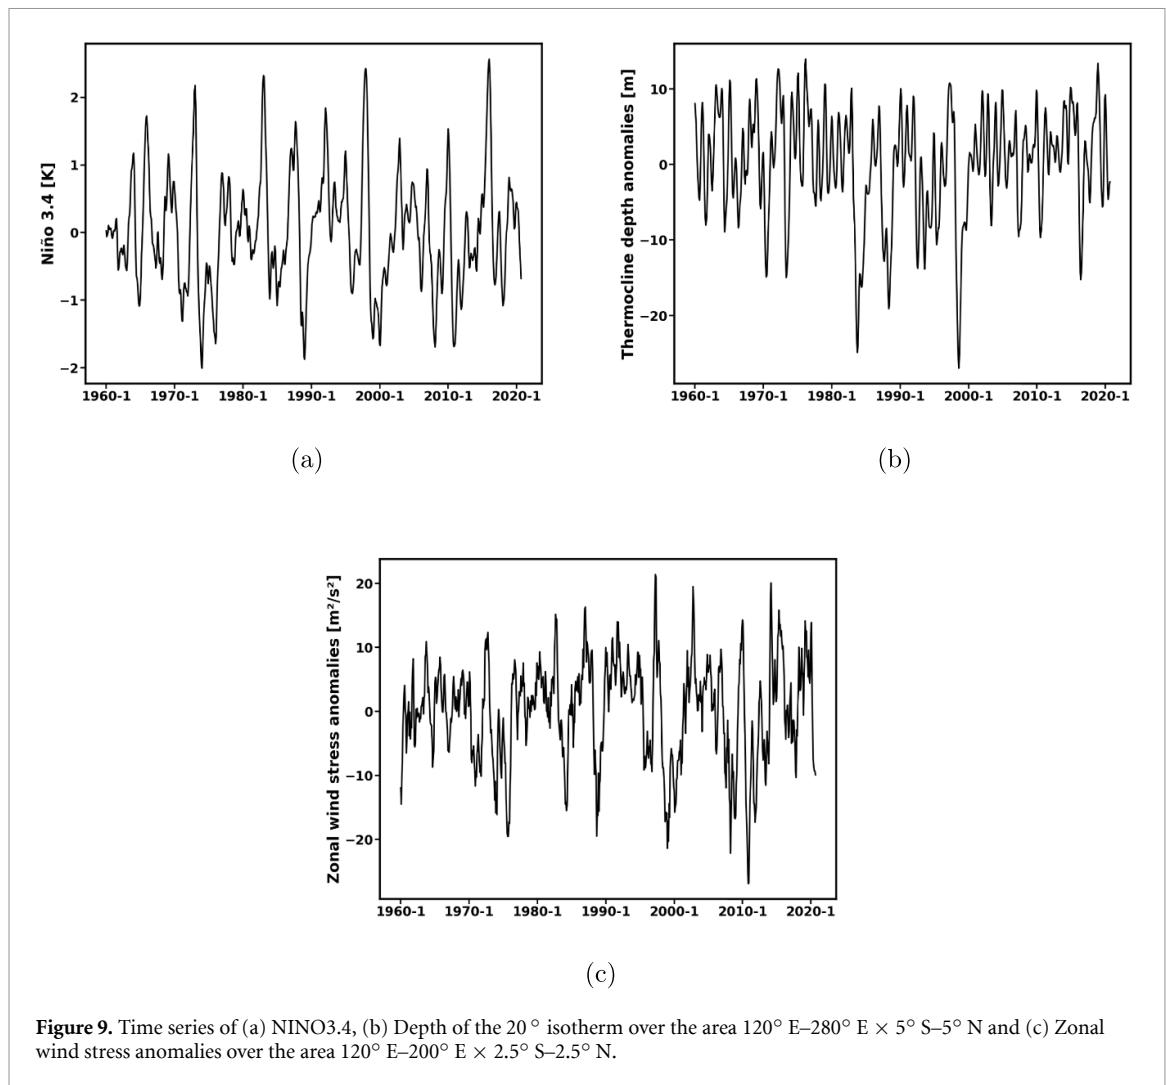 Niño 3.4 [K]
2
1
0
−1
−2
1960-1 1970-1 1980-1 1990-1 2000-1 2010-1 2020-1
(a)
Thermocline depth anomalies [m]
10
0
−10
−20
1960-1 1970-1 1980-1 1990-1 2000-1 2010-1 2020-1
(b)
Zonal wind stress anomalies [m²/s²]
20
10
0
−10
−20
1960-1 1970-1 1980-1 1990-1 2000-1 2010-1 2020-1
(c)
Figure 9. Time series of (a) NINO3.4, (b) Depth of the 20 ° isotherm over the area 120° E–280° E × 5° S–5° N and (c) Zonal
wind stress anomalies over the area 120° E–200° E × 2.5° S–2.5° N.